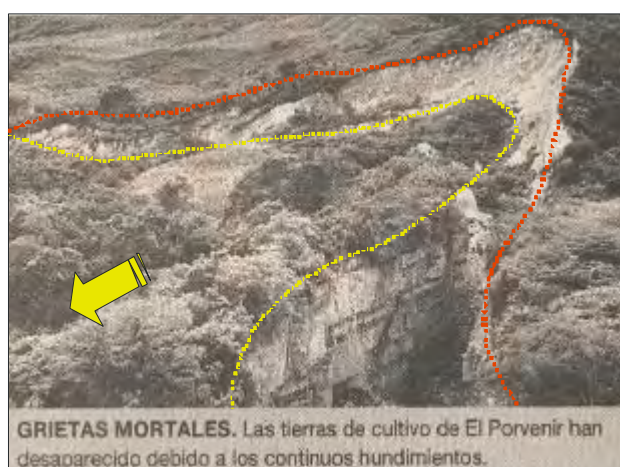 GRIETAS MORTALES. Las tierras de cultivo de El Porvenir han
desaparecido debido a los continuos hundimientos.